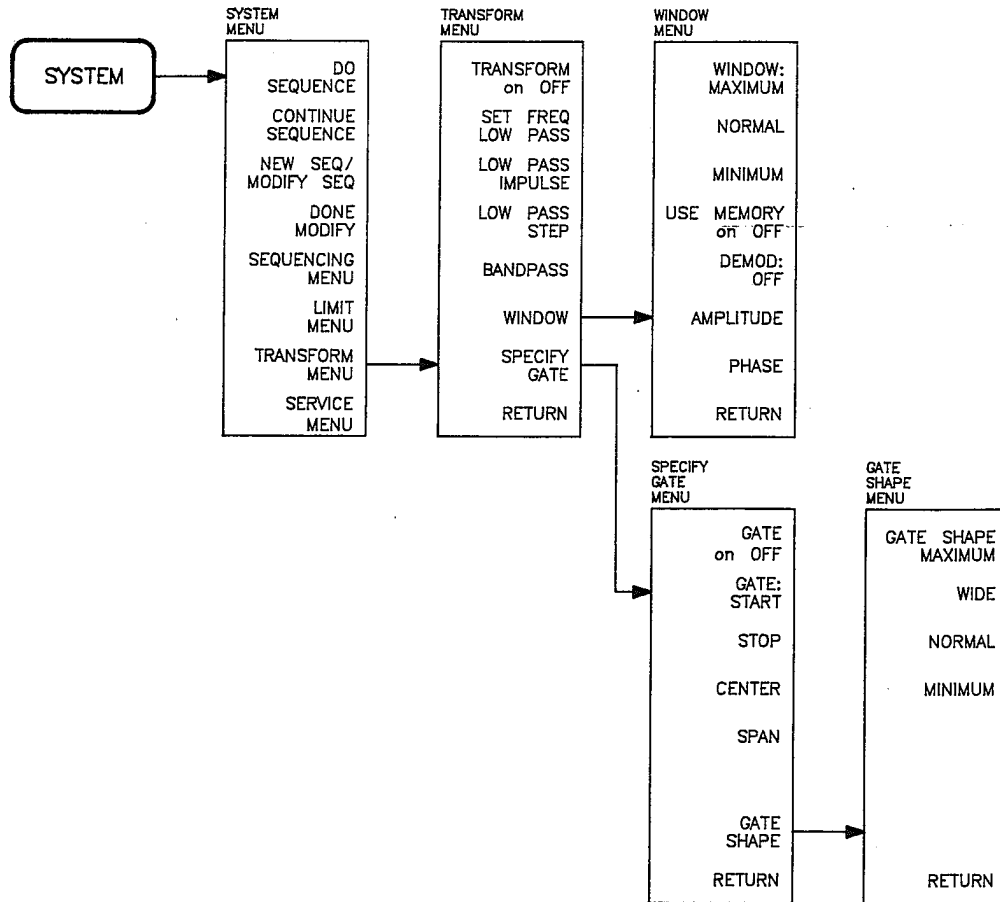 SYSTEM
SYSTEM
MENU
DO
SEQUENCE
CONTINUE
SEQUENCE
NEW SEQ/
MODIFY SEQ
DONE
MODIFY
SEQUENCING
MENU
LIMIT
MENU
TRANSFORM
MENU
SERVICE
MENU
TRANSFORM
MENU
TRANSFORM
on OFF
SET FREQ
LOW PASS
LOW PASS
IMPULSE
LOW PASS
STEP
BANDPASS
WINDOW
SPECIFY
GATE
RETURN
WINDOW
MENU
WINDOW:
MAXIMUM
NORMAL
MINIMUM
USE MEMORY
on OFF
DEMOD:
OFF
AMPLITUDE
PHASE
RETURN
SPECIFY
GATE
MENU
GATE
on OFF
GATE:
START
STOP
CENTER
SPAN
GATE
SHAPE
RETURN
GATE
SHAPE
MENU
GATE SHAPE
MAXIMUM
WIDE
NORMAL
MINIMUM
RETURN